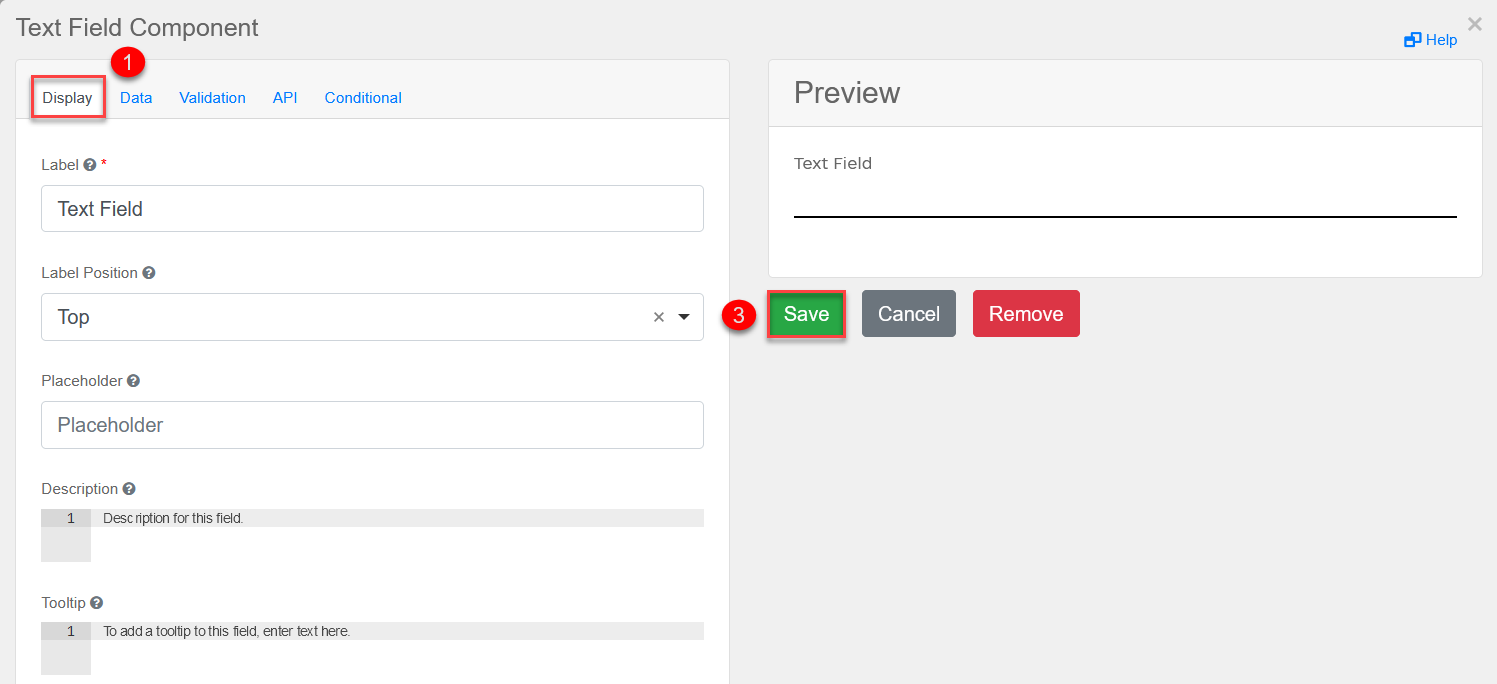 Text Field Component
×
Help
1
Display Data Validation API Conditional
Label *
Text Field
Label Position
Top ×
Placeholder
Placeholder
Description
1 Description for this field.
Tooltip
1 To add a tooltip to this field, enter text here.
Preview
Text Field
3 Save Cancel Remove